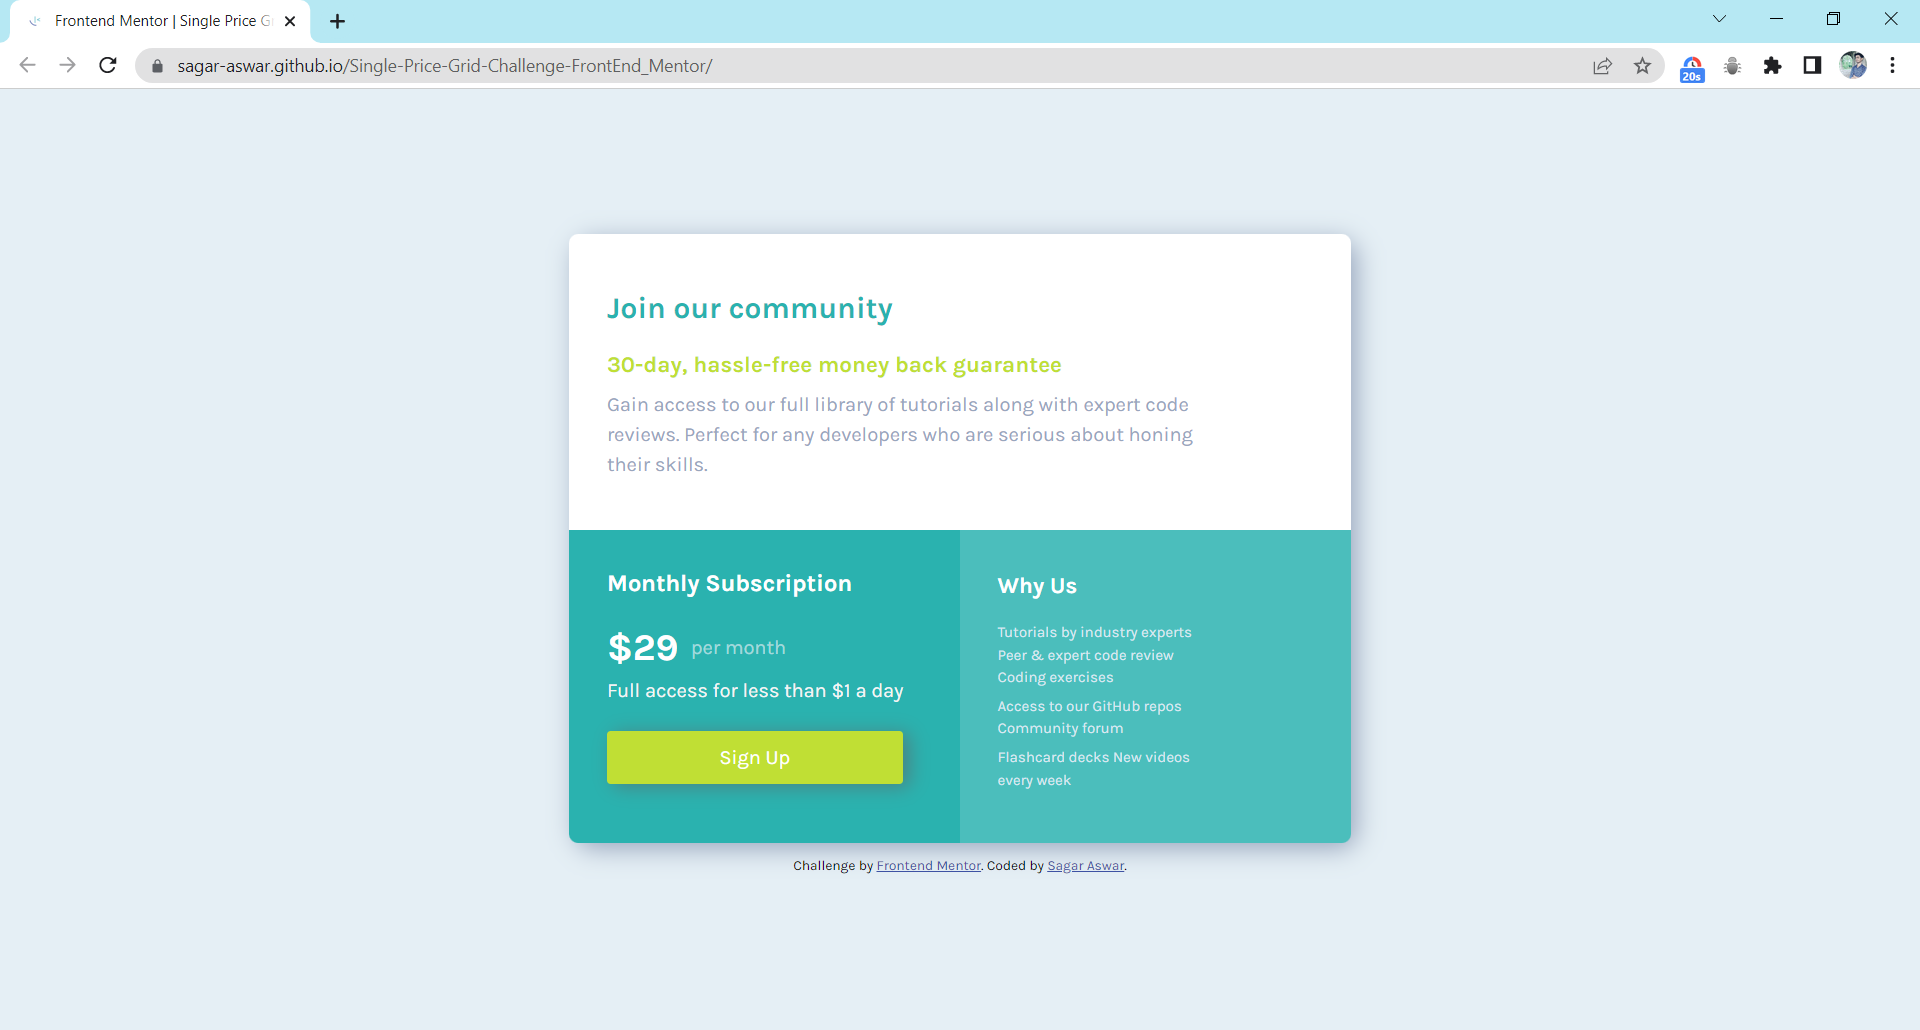 Frontend Mentor | Single Price G
sagar-aswar.github.io/Single-Price-Grid-Challenge-FrontEnd_Mentor/
20s
Join our community
30-day, hassle-free money back guarantee
Gain access to our full library of tutorials along with expert code
reviews. Perfect for any developers who are serious about honing
their skills.
Monthly Subscription
$29 per month
Full access for less than $1 a day
Sign Up
Why Us
Tutorials by industry experts
Peer & expert code review
Coding exercises
Access to our GitHub repos
Community forum
Flashcard decks New videos
every week
Challenge by Frontend Mentor. Coded by Sagar Aswar.